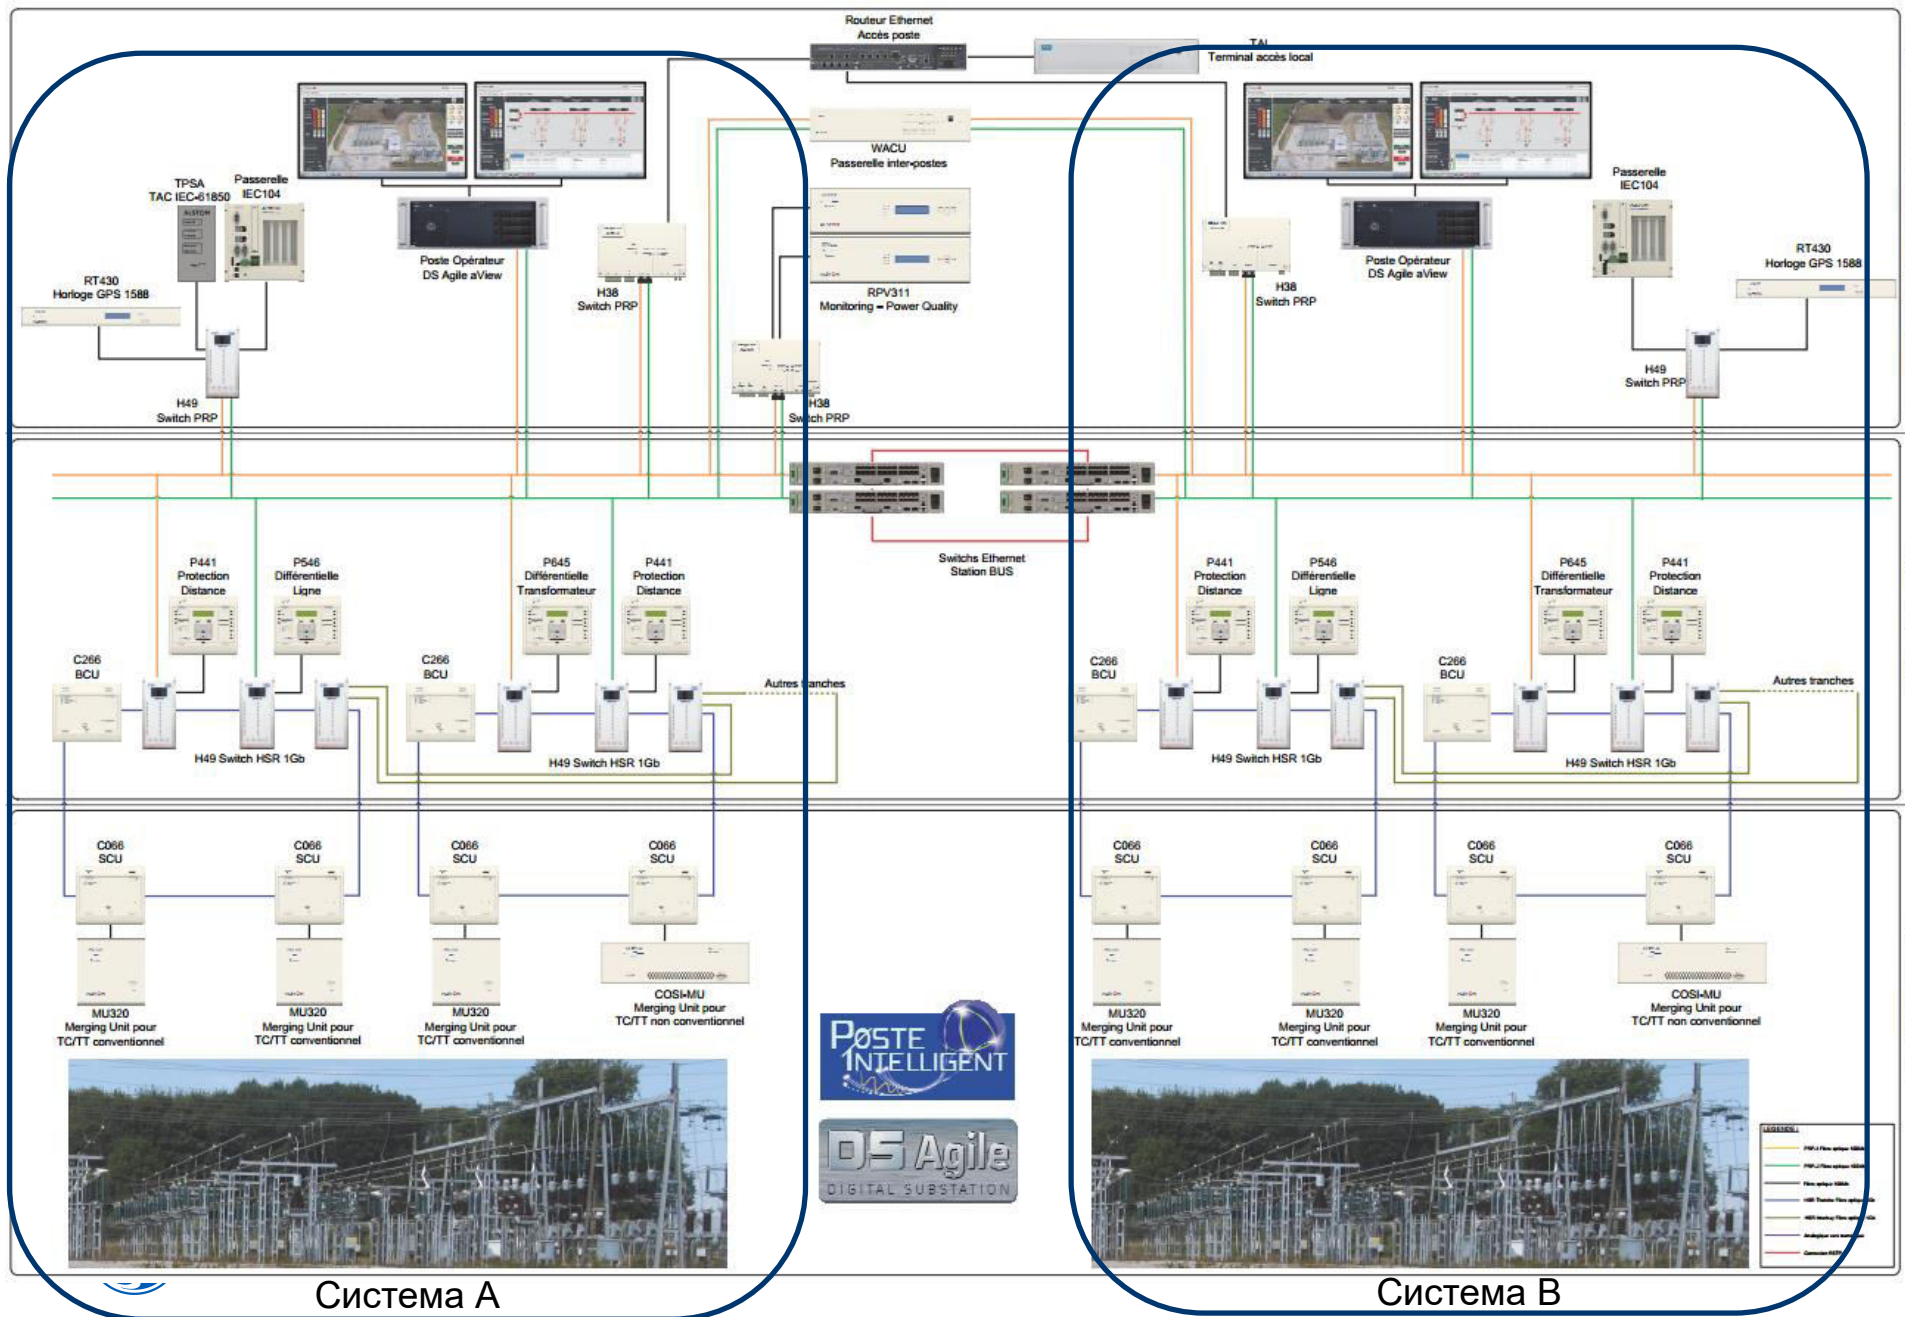 Routeur Ethernet
Accès poste
TAL
Terminal accès local
WACU
Passerelle inter-postes
RPV311
Monitoring – Power Quality
TPSA
TAC IEC-61850
Passerelle
IEC104
RT430
Horloge GPS 1588
Poste Opérateur
DS Agile aView
H38
Switch PRP
H49
Switch PRP
H38
Switch PRP
H38
Switch PRP
Poste Opérateur
DS Agile aView
Passerelle
IEC104
RT430
Horloge GPS 1588
H49
Switch PRP
Switchs Ethernet
Station BUS
P441
Protection
Distance
P546
Différentielle
Ligne
P645
Différentielle
Transformateur
P441
Protection
Distance
C266
BCU
C266
BCU
Autres tranches
H49 Switch HSR 1Gb
H49 Switch HSR 1Gb
P441
Protection
Distance
P546
Différentielle
Ligne
P645
Différentielle
Transformateur
P441
Protection
Distance
C266
BCU
C266
BCU
Autres tranches
H49 Switch HSR 1Gb
H49 Switch HSR 1Gb
C066
SCU
C066
SCU
C066
SCU
C066
SCU
MU320
Merging Unit pour
TC/TT conventionnel
MU320
Merging Unit pour
TC/TT conventionnel
MU320
Merging Unit pour
TC/TT conventionnel
COSI-MU
Merging Unit pour
TC/TT non conventionnel
C066
SCU
C066
SCU
C066
SCU
C066
SCU
MU320
Merging Unit pour
TC/TT conventionnel
MU320
Merging Unit pour
TC/TT conventionnel
MU320
Merging Unit pour
TC/TT conventionnel
COSI-MU
Merging Unit pour
TC/TT non conventionnel
POSTE
INTELLIGENT
DS Agile
DIGITAL SUBSTATION
LEGENDE :
Система А
Система В